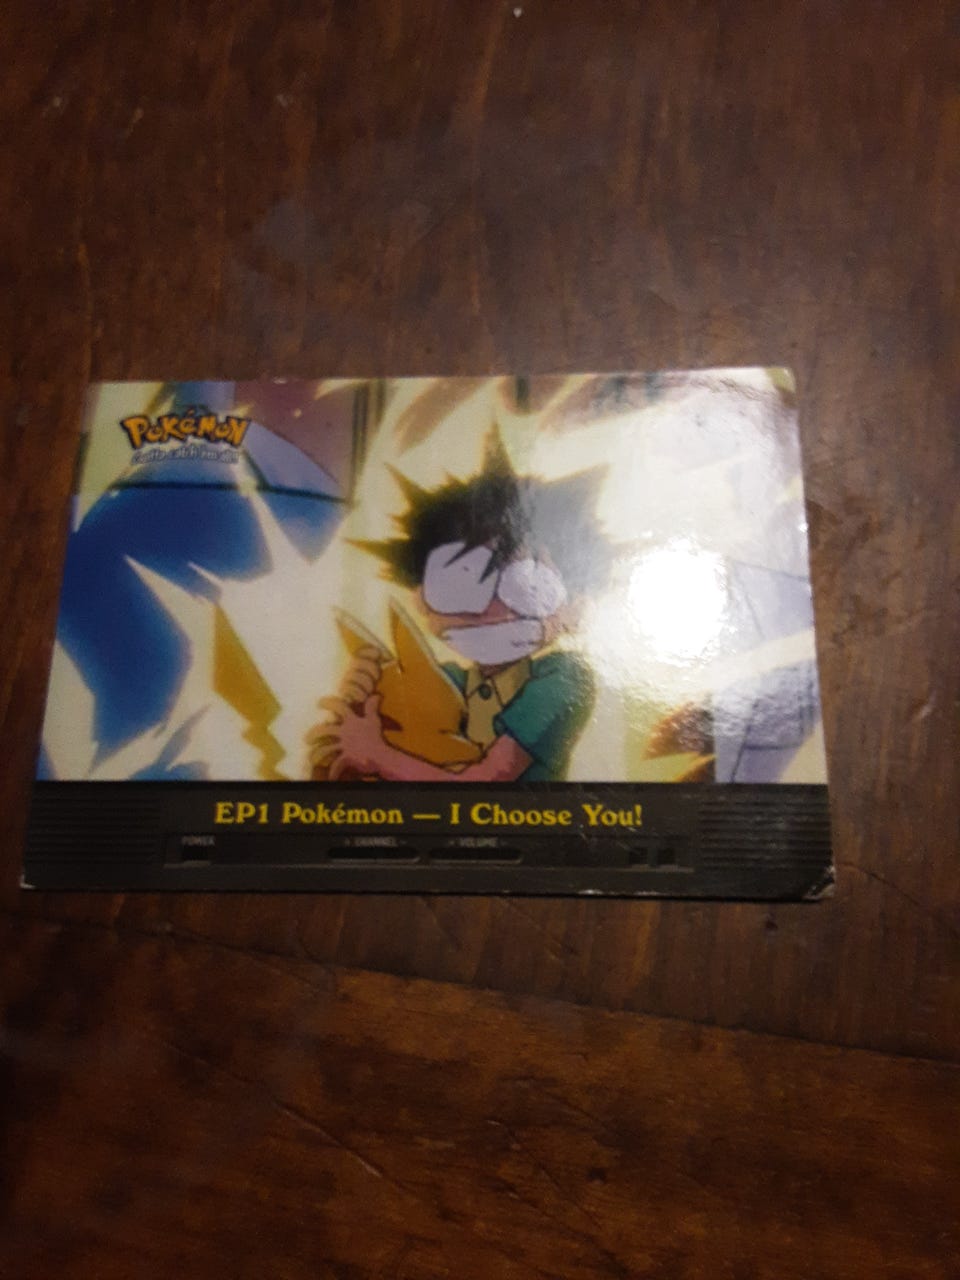 POKéMON
Gotta catch 'em all!
EP1 Pokémon — I Choose You!
POWER
CHANNEL
VOLUME